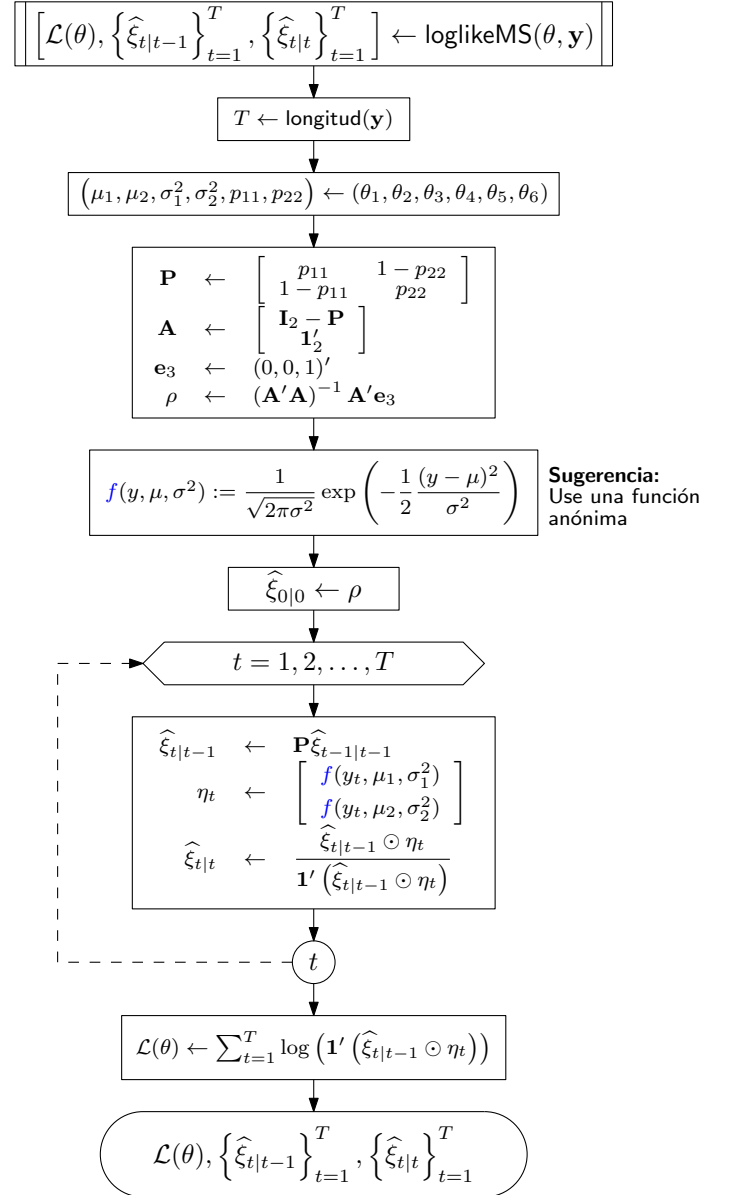 [ℒ(θ), {ξ̂_{t|t−1}}_{t=1}^{T}, {ξ̂_{t|t}}_{t=1}^{T}] ← loglikeMS(θ, 𝐲)
T ← longitud(𝐲)
(μ₁, μ₂, σ₁², σ₂², p₁₁, p₂₂) ← (θ₁, θ₂, θ₃, θ₄, θ₅, θ₆)
𝐏 ← [ p₁₁ 1 − p₂₂
1 − p₁₁ p₂₂ ]
𝐀 ← [ 𝐈₂ − 𝐏
𝟏′₂ ]
𝐞₃ ← (0, 0, 1)′
ρ ← (𝐀′𝐀)⁻¹ 𝐀′𝐞₃
f(y, μ, σ²) := 1/√(2πσ²) exp(−1/2 (y − μ)²/σ²)
Sugerencia:
Use una función
anónima
ξ̂_{0|0} ← ρ
t = 1, 2, . . . , T
ξ̂_{t|t−1} ← 𝐏ξ̂_{t−1|t−1}
η_t ← [ f(y_t, μ₁, σ₁²)
f(y_t, μ₂, σ₂²) ]
ξ̂_{t|t} ← (ξ̂_{t|t−1} ⊙ η_t) / (𝟏′ (ξ̂_{t|t−1} ⊙ η_t))
t
ℒ(θ) ← ∑_{t=1}^{T} log (𝟏′ (ξ̂_{t|t−1} ⊙ η_t))
ℒ(θ), {ξ̂_{t|t−1}}_{t=1}^{T}, {ξ̂_{t|t}}_{t=1}^{T}